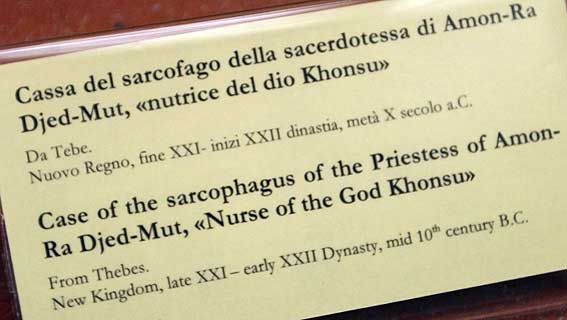 Cassa del sarcofago della sacerdotessa di Amon-Ra
Djed-Mut, «nutrice del dio Khonsu»
Da Tebe.
Nuovo Regno, fine XXI- inizi XXII dinastia, metà X secolo a.C.
Case of the sarcophagus of the Priestess of Amon-
Ra Djed-Mut, «Nurse of the God Khonsu»
From Thebes.
New Kingdom, late XXI – early XXII Dynasty, mid 10th century B.C.